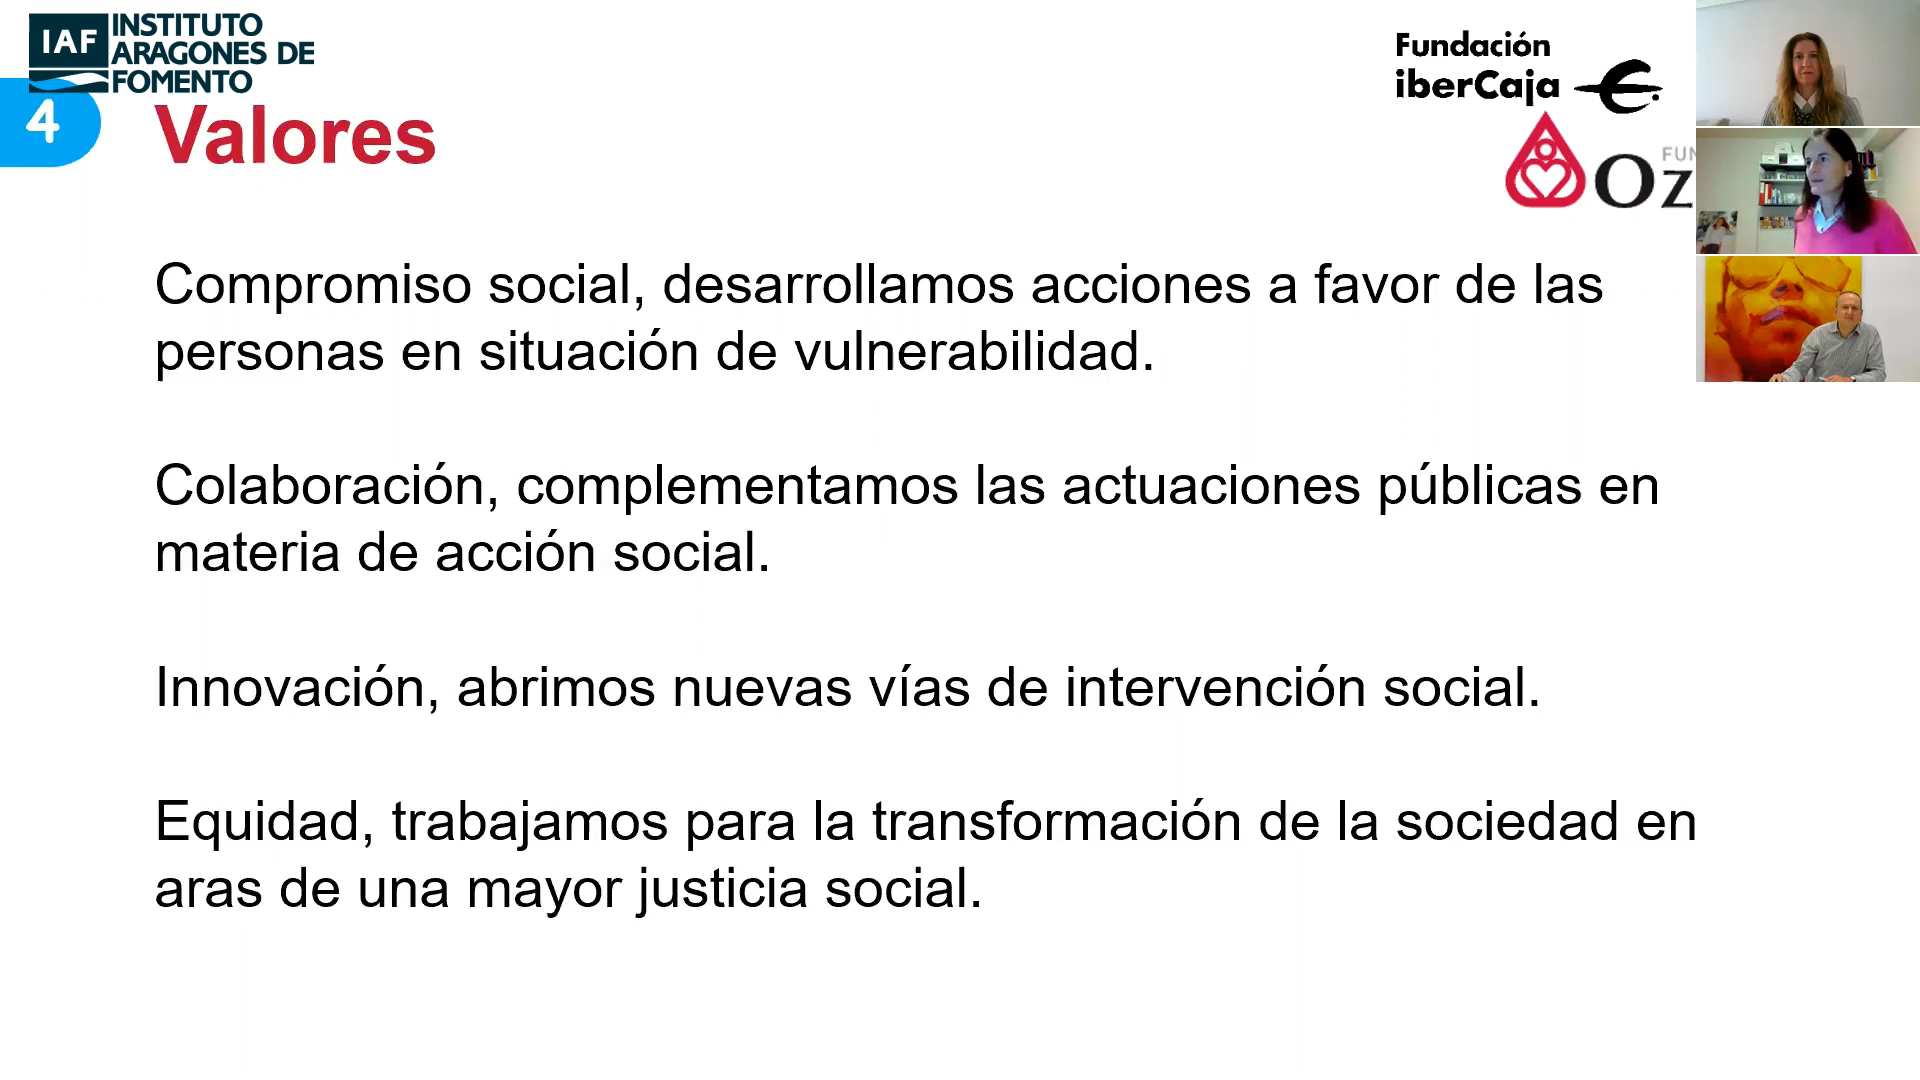 IAF INSTITUTO
ARAGONES DE
FOMENTO
Fundación
iberCaja
4
Valores
Compromiso social, desarrollamos acciones a favor de las
personas en situación de vulnerabilidad.
Colaboración, complementamos las actuaciones públicas en
materia de acción social.
Innovación, abrimos nuevas vías de intervención social.
Equidad, trabajamos para la transformación de la sociedad en
aras de una mayor justicia social.